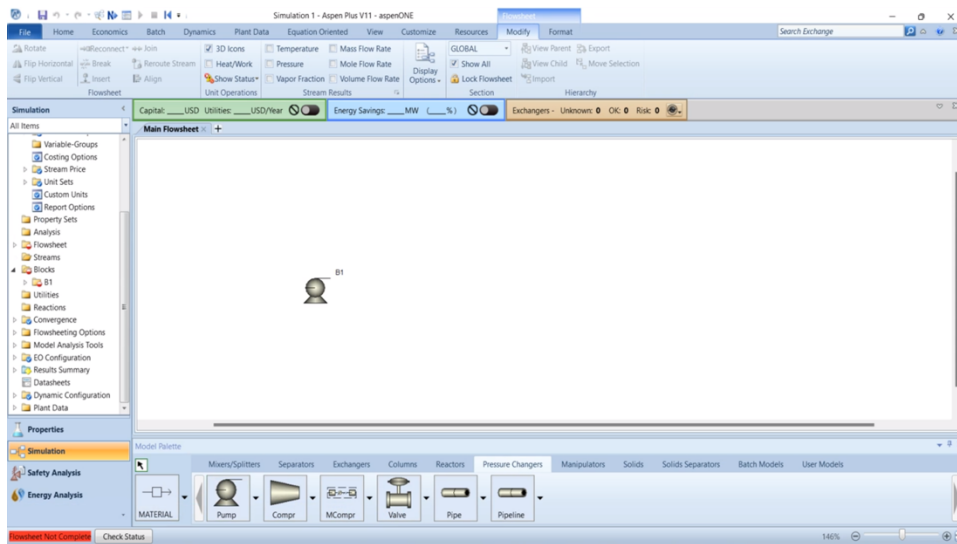 Simulation 1 - Aspen Plus V11 - aspenONE
Flowsheet
File Home Economics Batch Dynamics Plant Data Equation Oriented View Customize Resources Modify Format Search Exchange
Rotate Reconnect Join 3D Icons Temperature Mass Flow Rate GLOBAL View Parent Export
Flip Horizontal Break Reroute Stream Heat/Work Pressure Mole Flow Rate Display Show All View Child Move Selection
Flip Vertical Insert Align Show Status Vapor Fraction Volume Flow Rate Options Lock Flowsheet Import
Flowsheet Unit Operations Stream Results Section Hierarchy
Simulation Capital: ____USD Utilities: ____USD/Year Energy Savings: ____MW (____%) Exchangers - Unknown: 0 OK: 0 Risk: 0
All Items Main Flowsheet × +
Variable-Groups
Costing Options
Stream Price
Unit Sets
Custom Units
Report Options
Property Sets
Analysis
Flowsheet
Streams
Blocks
B1
B1
Utilities
Reactions
Convergence
Flowsheeting Options
Model Analysis Tools
EO Configuration
Results Summary
Datasheets
Dynamic Configuration
Plant Data
Properties
Simulation
Safety Analysis
Energy Analysis
Model Palette
Mixers/Splitters Separators Exchangers Columns Reactors Pressure Changers Manipulators Solids Solids Separators Batch Models User Models
MATERIAL Pump Compr MCompr Valve Pipe Pipeline
Flowsheet Not Complete Check Status 146%